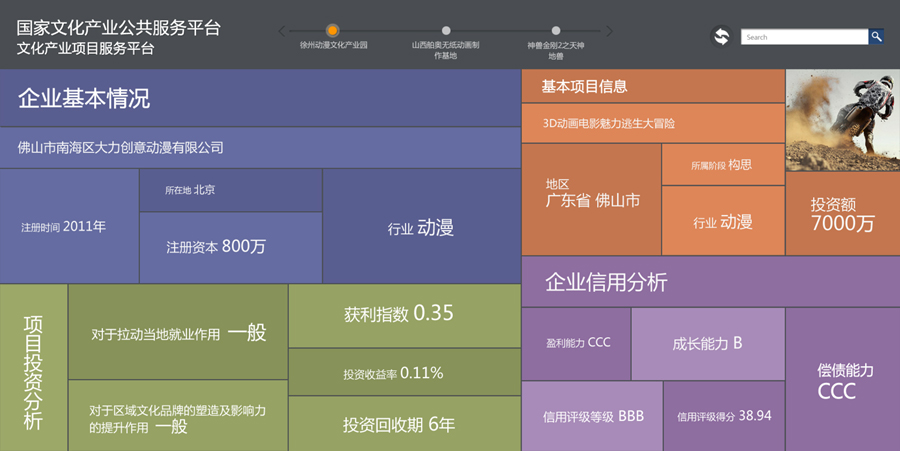 国家文化产业公共服务平台
文化产业项目服务平台
徐州动漫文化产业园
山西舶奥无纸动画制
作基地
神兽金刚2之天神
地兽
Search
企业基本情况
佛山市南海区大力创意动漫有限公司
注册时间 2011年
所在地 北京
注册资本 800万
行业 动漫
基本项目信息
3D动画电影魅力逃生大冒险
地区
广东省 佛山市
所属阶段 构思
行业 动漫
投资额
7000万
项目投资分析
对于拉动当地就业作用 一般
对于区域文化品牌的塑造及影响力
的提升作用 一般
获利指数 0.35
投资收益率 0.11%
投资回收期 6年
企业信用分析
盈利能力 CCC
成长能力 B
信用评级等级 BBB
信用评级得分 38.94
偿债能力
CCC